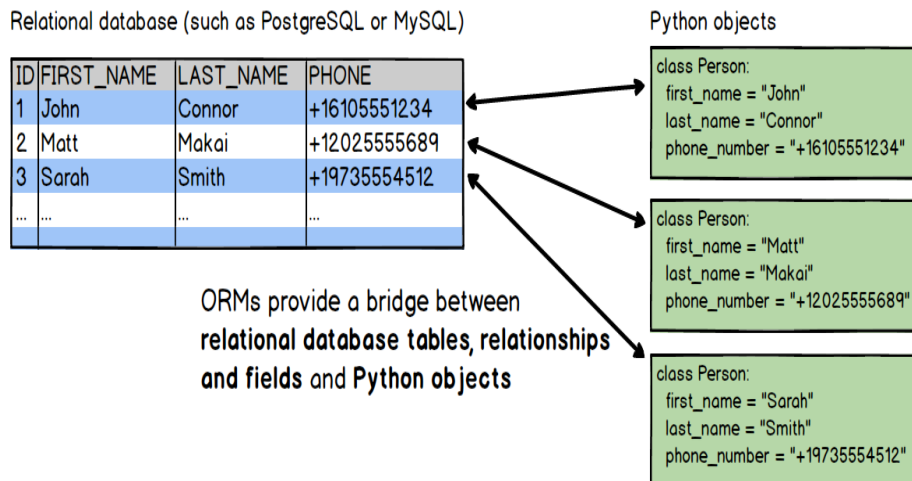 Relational database (such as PostgreSQL or MySQL)
ID FIRST_NAME LAST_NAME PHONE
1 John Connor +16105551234
2 Matt Makai +12025555689
3 Sarah Smith +19735554512
... ... ... ...
ORMs provide a bridge between
relational database tables, relationships
and fields and Python objects
Python objects
class Person:
first_name = "John"
last_name = "Connor"
phone_number = "+16105551234"
class Person:
first_name = "Matt"
last_name = "Makai"
phone_number = "+12025555689"
class Person:
first_name = "Sarah"
last_name = "Smith"
phone_number = "+19735554512"